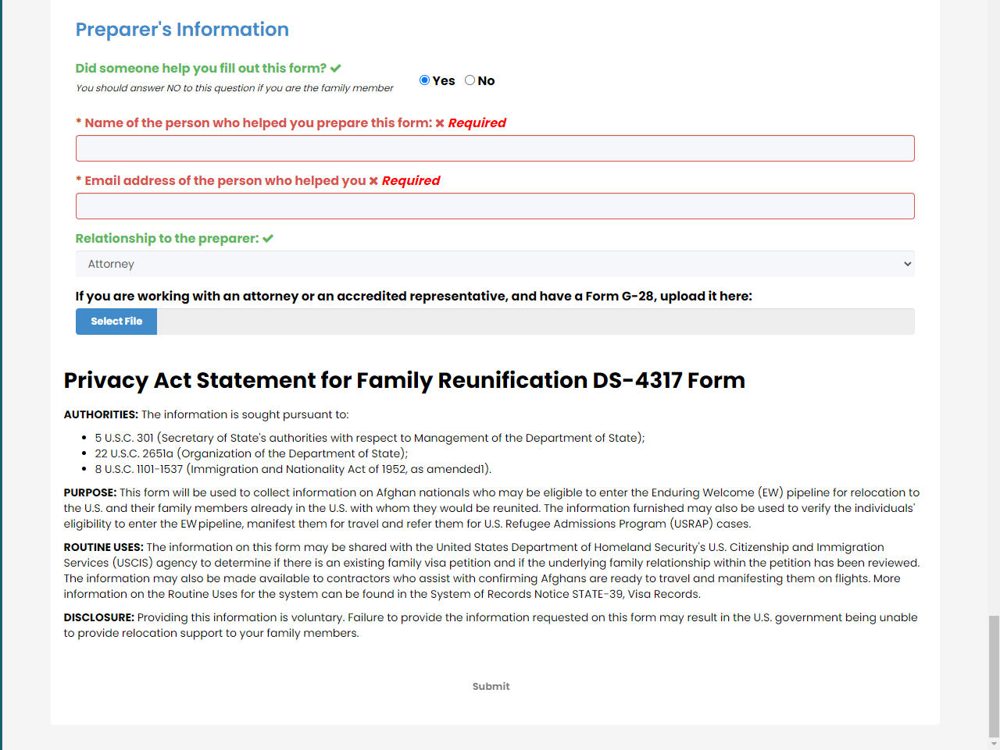 Preparer's Information
Did someone help you fill out this form? ✔
You should answer NO to this question if you are the family member
Yes No
* Name of the person who helped you prepare this form: ✖ Required
* Email address of the person who helped you ✖ Required
Relationship to the preparer: ✔
Attorney
If you are working with an attorney or an accredited representative, and have a Form G-28, upload it here:
Select File
Privacy Act Statement for Family Reunification DS-4317 Form
AUTHORITIES: The information is sought pursuant to:
• 5 U.S.C. 301 (Secretary of State's authorities with respect to Management of the Department of State);
• 22 U.S.C. 2651a (Organization of the Department of State);
• 8 U.S.C. 1101-1537 (Immigration and Nationality Act of 1952, as amended1).
PURPOSE: This form will be used to collect information on Afghan nationals who may be eligible to enter the Enduring Welcome (EW) pipeline for relocation to
the U.S. and their family members already in the U.S. with whom they would be reunited. The information furnished may also be used to verify the individuals'
eligibility to enter the EW pipeline, manifest them for travel and refer them for U.S. Refugee Admissions Program (USRAP) cases.
ROUTINE USES: The information on this form may be shared with the United States Department of Homeland Security's U.S. Citizenship and Immigration
Services (USCIS) agency to determine if there is an existing family visa petition and if the underlying family relationship within the petition has been reviewed.
The information may also be made available to contractors who assist with confirming Afghans are ready to travel and manifesting them on flights. More
information on the Routine Uses for the system can be found in the System of Records Notice STATE-39, Visa Records.
DISCLOSURE: Providing this information is voluntary. Failure to provide the information requested on this form may result in the U.S. government being unable
to provide relocation support to your family members.
Submit